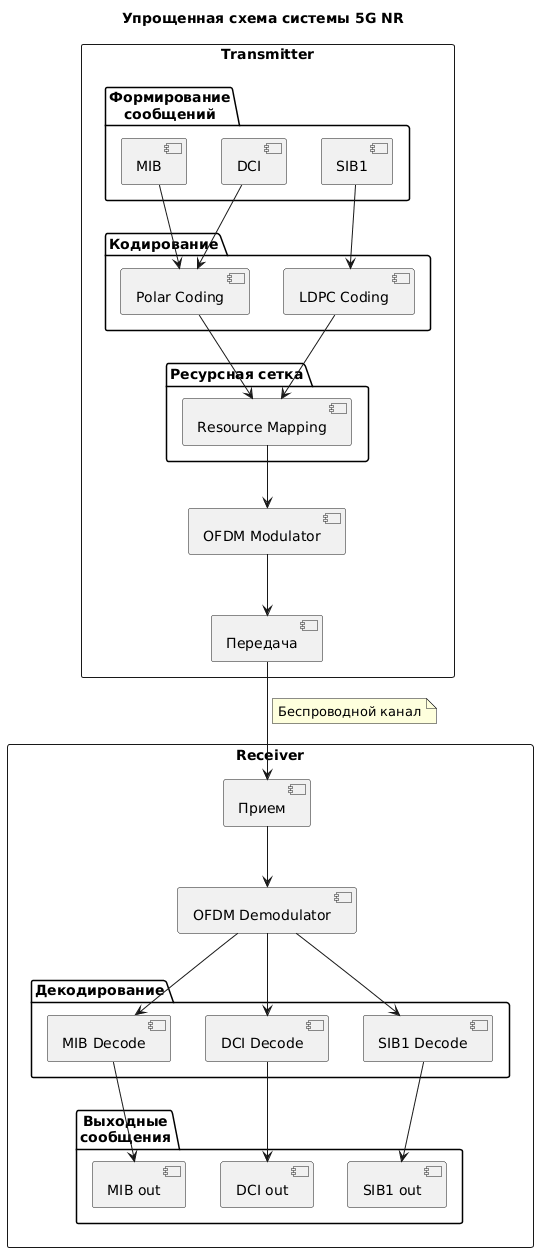 Упрощенная схема системы 5G NR
Transmitter
Формирование
сообщений
MIB
DCI
SIB1
Кодирование
Polar Coding
LDPC Coding
Ресурсная сетка
Resource Mapping
OFDM Modulator
Передача
Беспроводной канал
Receiver
Прием
OFDM Demodulator
Декодирование
MIB Decode
DCI Decode
SIB1 Decode
Выходные
сообщения
MIB out
DCI out
SIB1 out